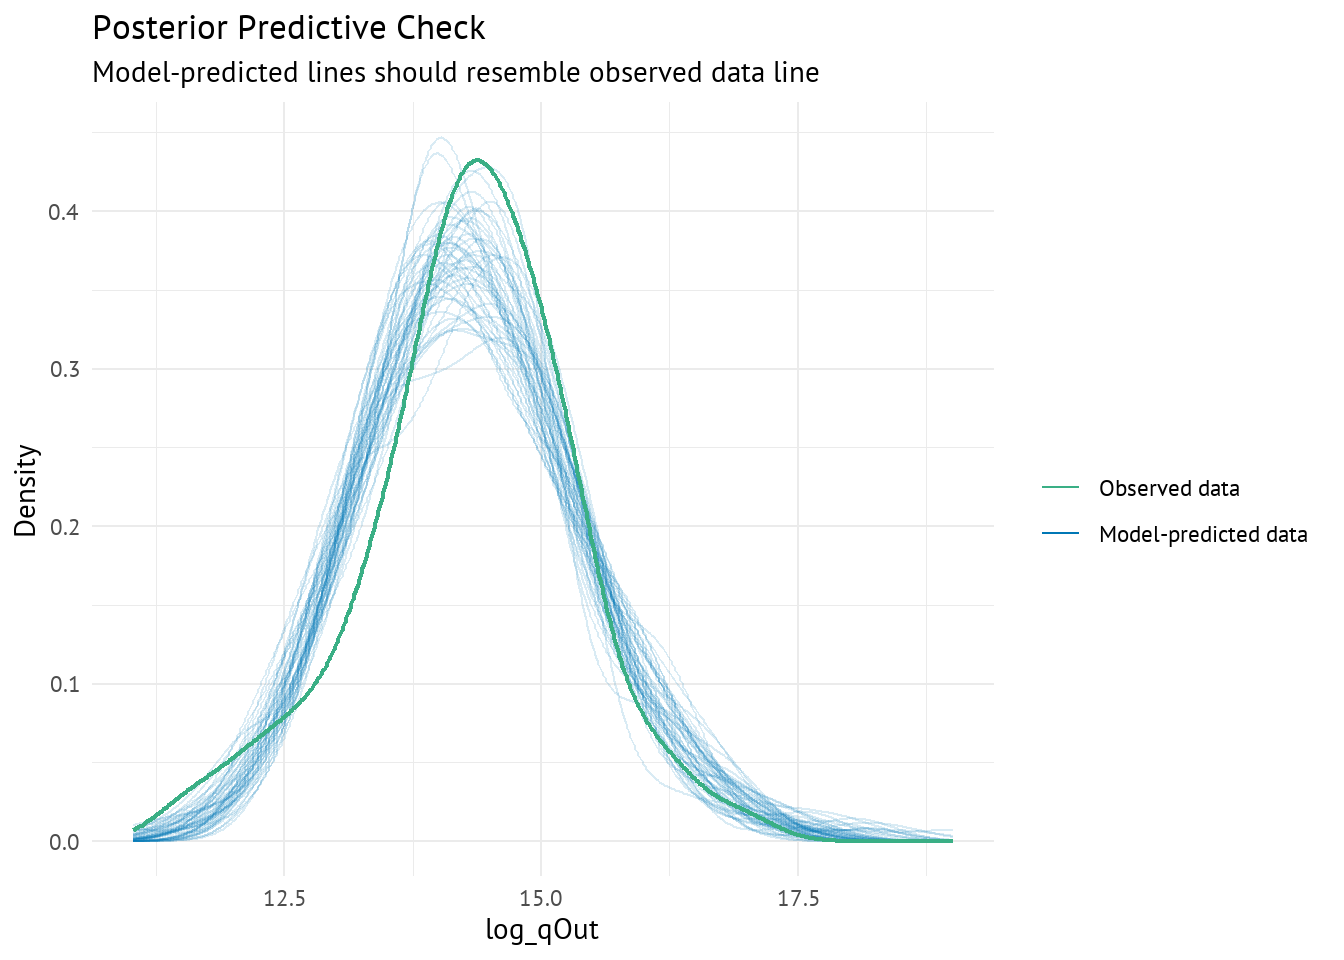 Posterior Predictive Check
Model-predicted lines should resemble observed data line
0.4
0.3
0.2
0.1
0.0
Density
12.5
15.0
17.5
log_qOut
Observed data
Model-predicted data